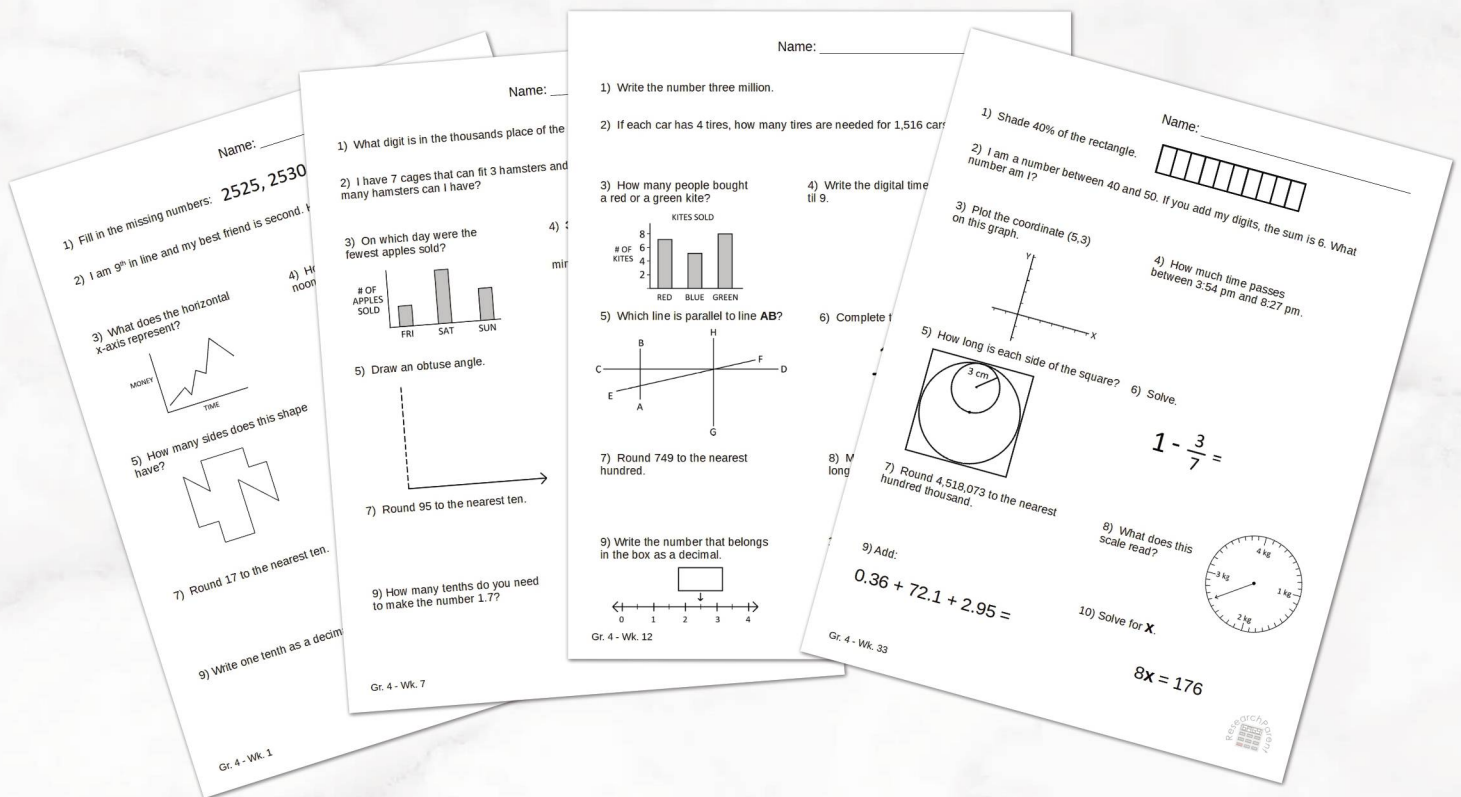 Name:
1) Fill in the missing numbers: 2525, 2530
2) I am 9th in line and my best friend is second.
3) What does the horizontal
x-axis represent?
MONEY
TIME
4)
noon
5) How many sides does this shape
have?
7) Round 17 to the nearest ten.
9) Write one tenth as a decim
Gr. 4 - Wk. 1
Name:
1) What digit is in the thousands place of the
2) I have 7 cages that can fit 3 hamsters and
many hamsters can I have?
3) On which day were the
fewest apples sold?
# OF
APPLES
SOLD
FRI SAT SUN
4)
min
5) Draw an obtuse angle.
7) Round 95 to the nearest ten.
9) How many tenths do you need
to make the number 1.7?
Gr. 4 - Wk. 7
Name:
1) Write the number three million.
2) If each car has 4 tires, how many tires are needed for 1,516 cars
3) How many people bought
a red or a green kite?
KITES SOLD
# OF
KITES
8
6
4
2
RED BLUE GREEN
4) Write the digital time
til 9.
5) Which line is parallel to line AB?
H
B
F
C
D
E
A
G
6) Complete
7) Round 749 to the nearest
hundred.
8) M
long
9) Write the number that belongs
in the box as a decimal.
0 1 2 3 4
Gr. 4 - Wk. 12
Name:
1) Shade 40% of the rectangle.
2) I am a number between 40 and 50. If you add my digits, the sum is 6. What
number am I?
3) Plot the coordinate (5,3)
on this graph.
Y
X
4) How much time passes
between 3:54 pm and 8:27 pm.
5) How long is each side of the square?
3 cm
6) Solve.
1 - 3/7 =
7) Round 4,518,073 to the nearest
hundred thousand.
8) What does this
scale read?
4 kg
3 kg
1 kg
2 kg
9) Add:
0.36 + 72.1 + 2.95 =
10) Solve for x.
8x = 176
Gr. 4 - Wk. 33
ResearchParent